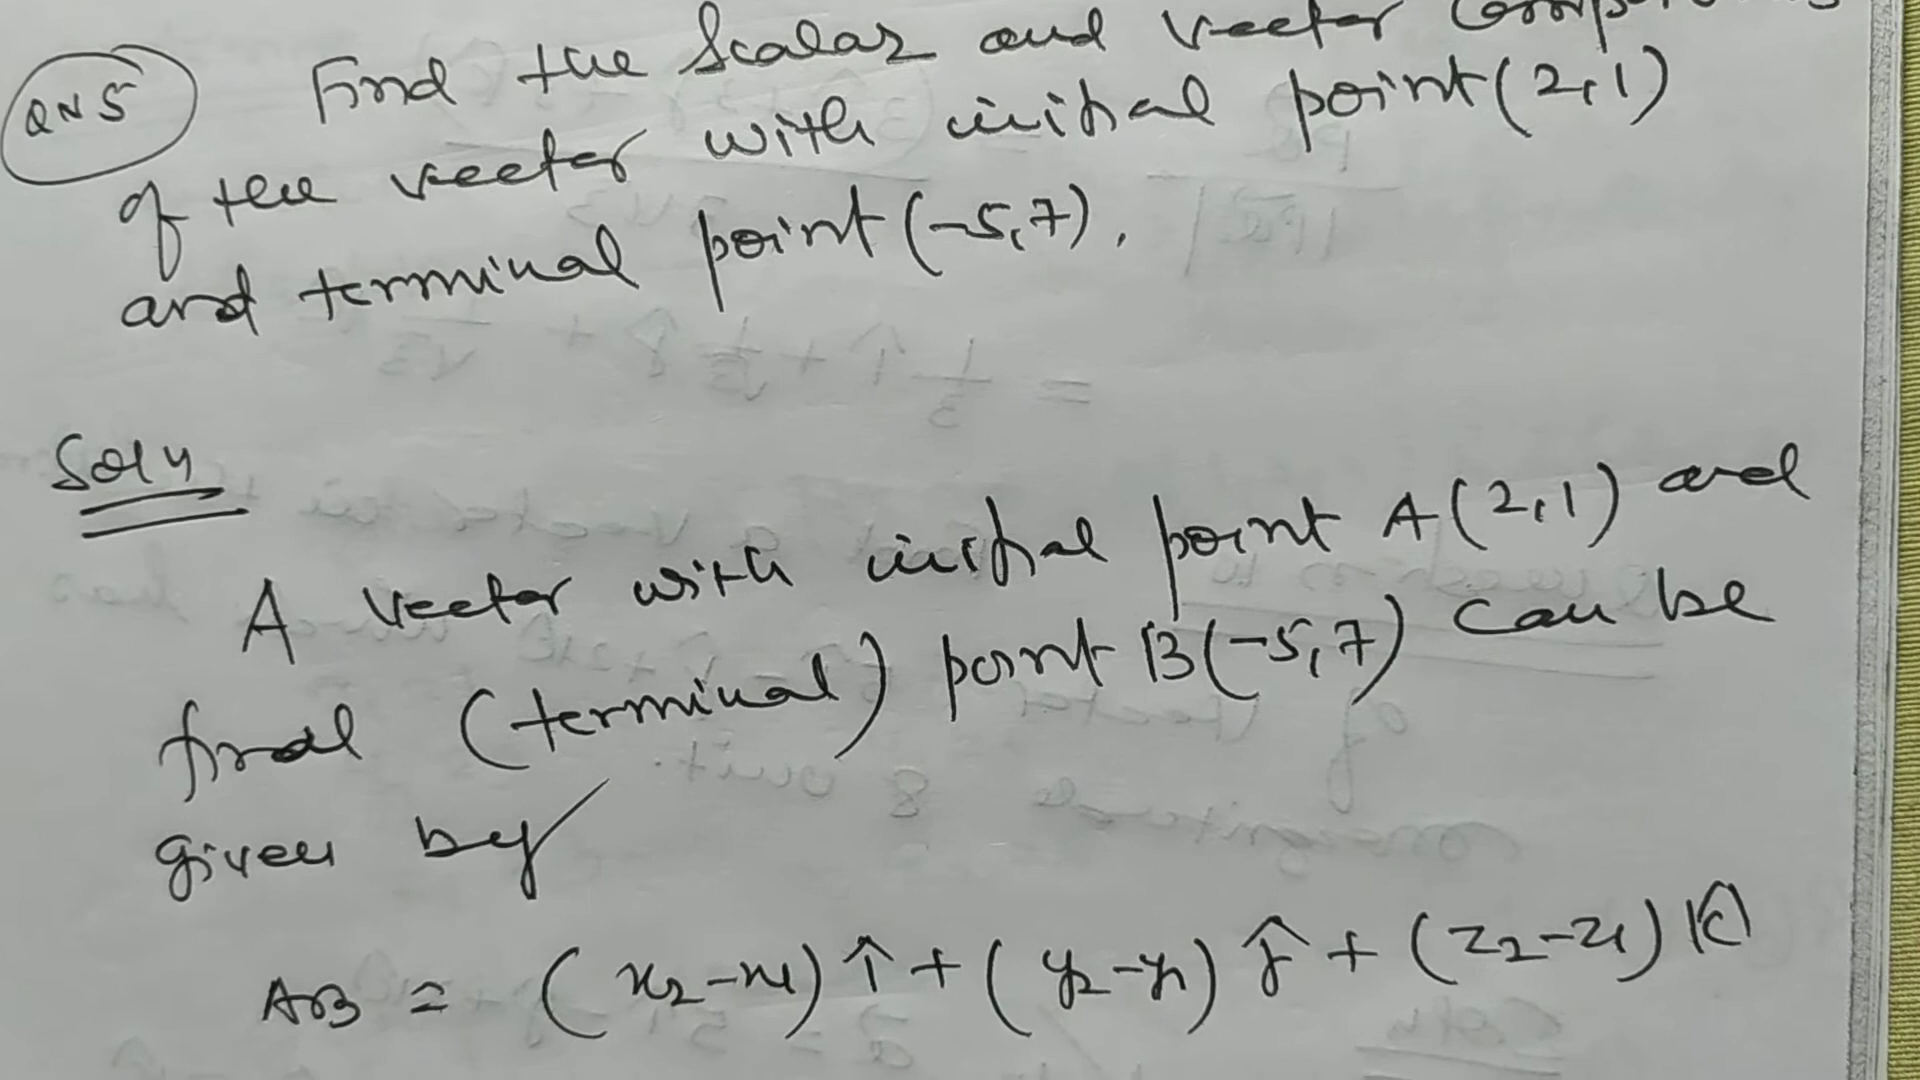 QN 5 Find the Scalar and vector
of the vector with initial point (2,1)
and terminal point (-5,7).
Soln
A vector with initial point A(2,1) and
final (terminal) point B(-5,7) can be
given by
AB = (x₂-x₁) î + (y₂-y₁) ĵ + (z₂-z₁) k̂